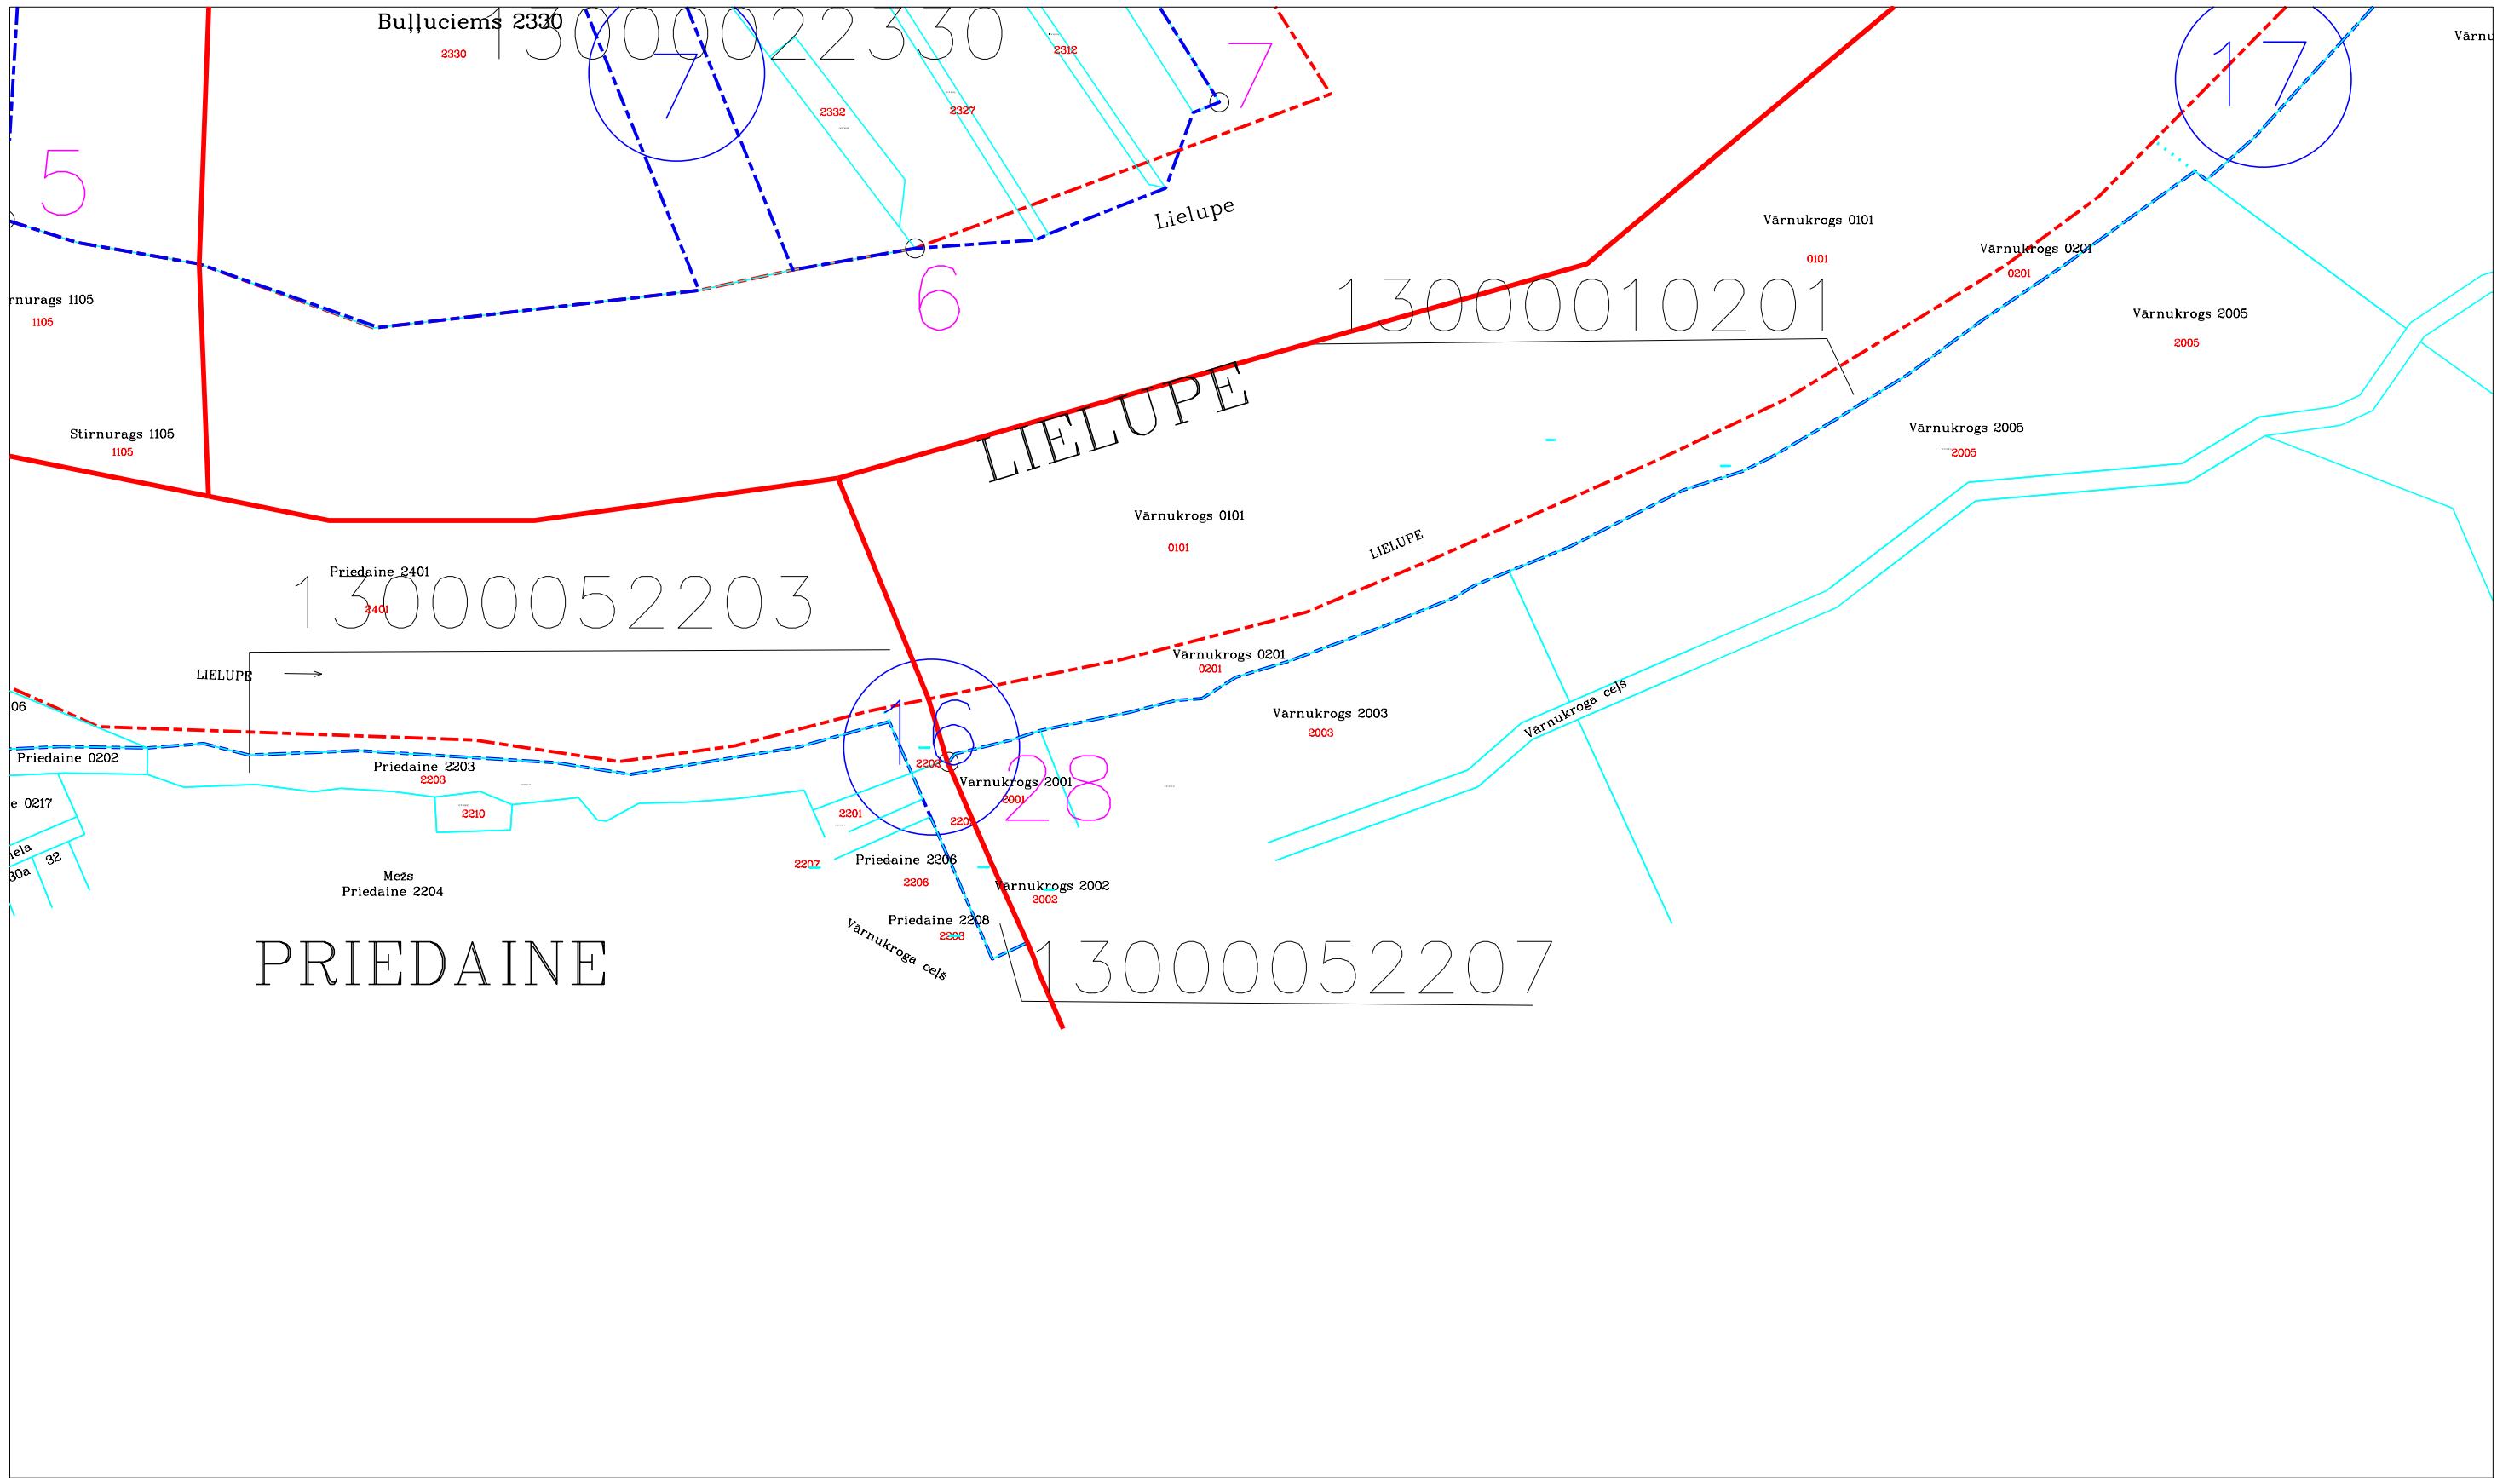 Buļļuciems 2330
13000022330
2330
7
2332
2327
2312
7
17
5
Lielupe
6
rnurags 1105
1105
Stirnurags 1105
1105
Vārnukrogs 0101
0101
Vārnukrogs 0201
0201
13000010201
Vārnukrogs 2005
2005
LIELUPE
Vārnukrogs 2005
2005
Vārnukrogs 0101
0101
LIELUPE
Priedaine 2401
2401
13000052203
LIELUPE
Vārnukrogs 0201
0201
06
16
Vārnukrogs 2003
2003
Vārnukroga ceļš
Priedaine 0202
Priedaine 2203
2203
2210
Vārnukrogs 2001
2001
28
2201
e 0217
iela
32
30a
2207
Priedaine 2206
2206
Mežs
Priedaine 2204
Vārnukrogs 2002
2002
Priedaine 2208
Vārnukroga ceļš
PRIEDAINE
13000052207